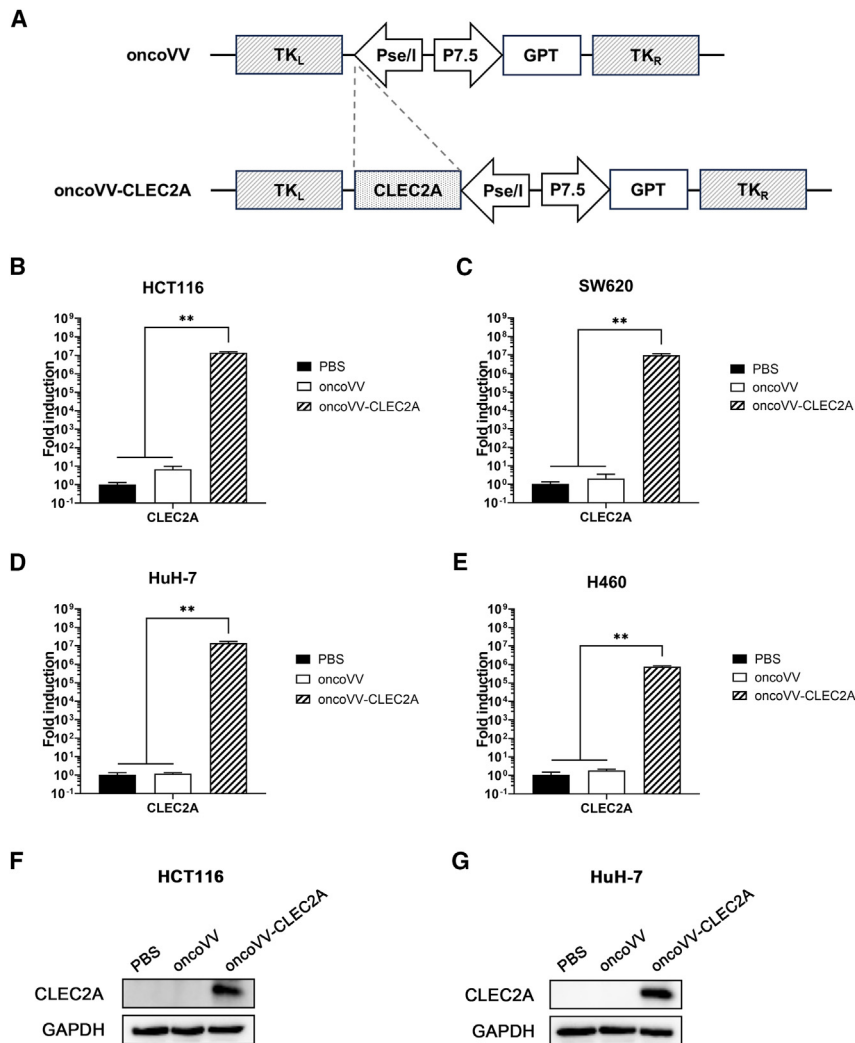 A
oncoVV
TKL
Pse/l
P7.5
GPT
TKR
oncoVV-CLEC2A
TKL
CLEC2A
Pse/l
P7.5
GPT
TKR
B
HCT116
Fold induction
10⁹
10⁸
10⁷
10⁶
10⁵
10⁴
10³
10²
10¹
10⁰
10⁻¹
**
CLEC2A
PBS
oncoVV
oncoVV-CLEC2A
C
SW620
Fold induction
10⁹
10⁸
10⁷
10⁶
10⁵
10⁴
10³
10²
10¹
10⁰
10⁻¹
**
CLEC2A
PBS
oncoVV
oncoVV-CLEC2A
D
HuH-7
Fold induction
10⁹
10⁸
10⁷
10⁶
10⁵
10⁴
10³
10²
10¹
10⁰
10⁻¹
**
CLEC2A
PBS
oncoVV
oncoVV-CLEC2A
E
H460
Fold induction
10⁹
10⁸
10⁷
10⁶
10⁵
10⁴
10³
10²
10¹
10⁰
10⁻¹
**
CLEC2A
PBS
oncoVV
oncoVV-CLEC2A
F
HCT116
PBS
oncoVV
oncoVV-CLEC2A
CLEC2A
GAPDH
G
HuH-7
PBS
oncoVV
oncoVV-CLEC2A
CLEC2A
GAPDH